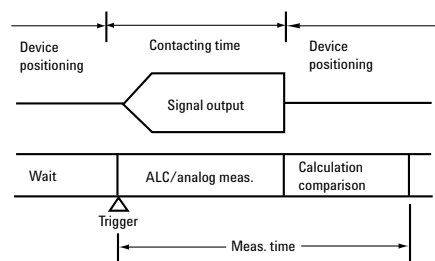 Device
positioning
Contacting time
Device
positioning
Signal output
Wait
ALC/analog meas.
Calculation
comparison
Trigger
Meas. time